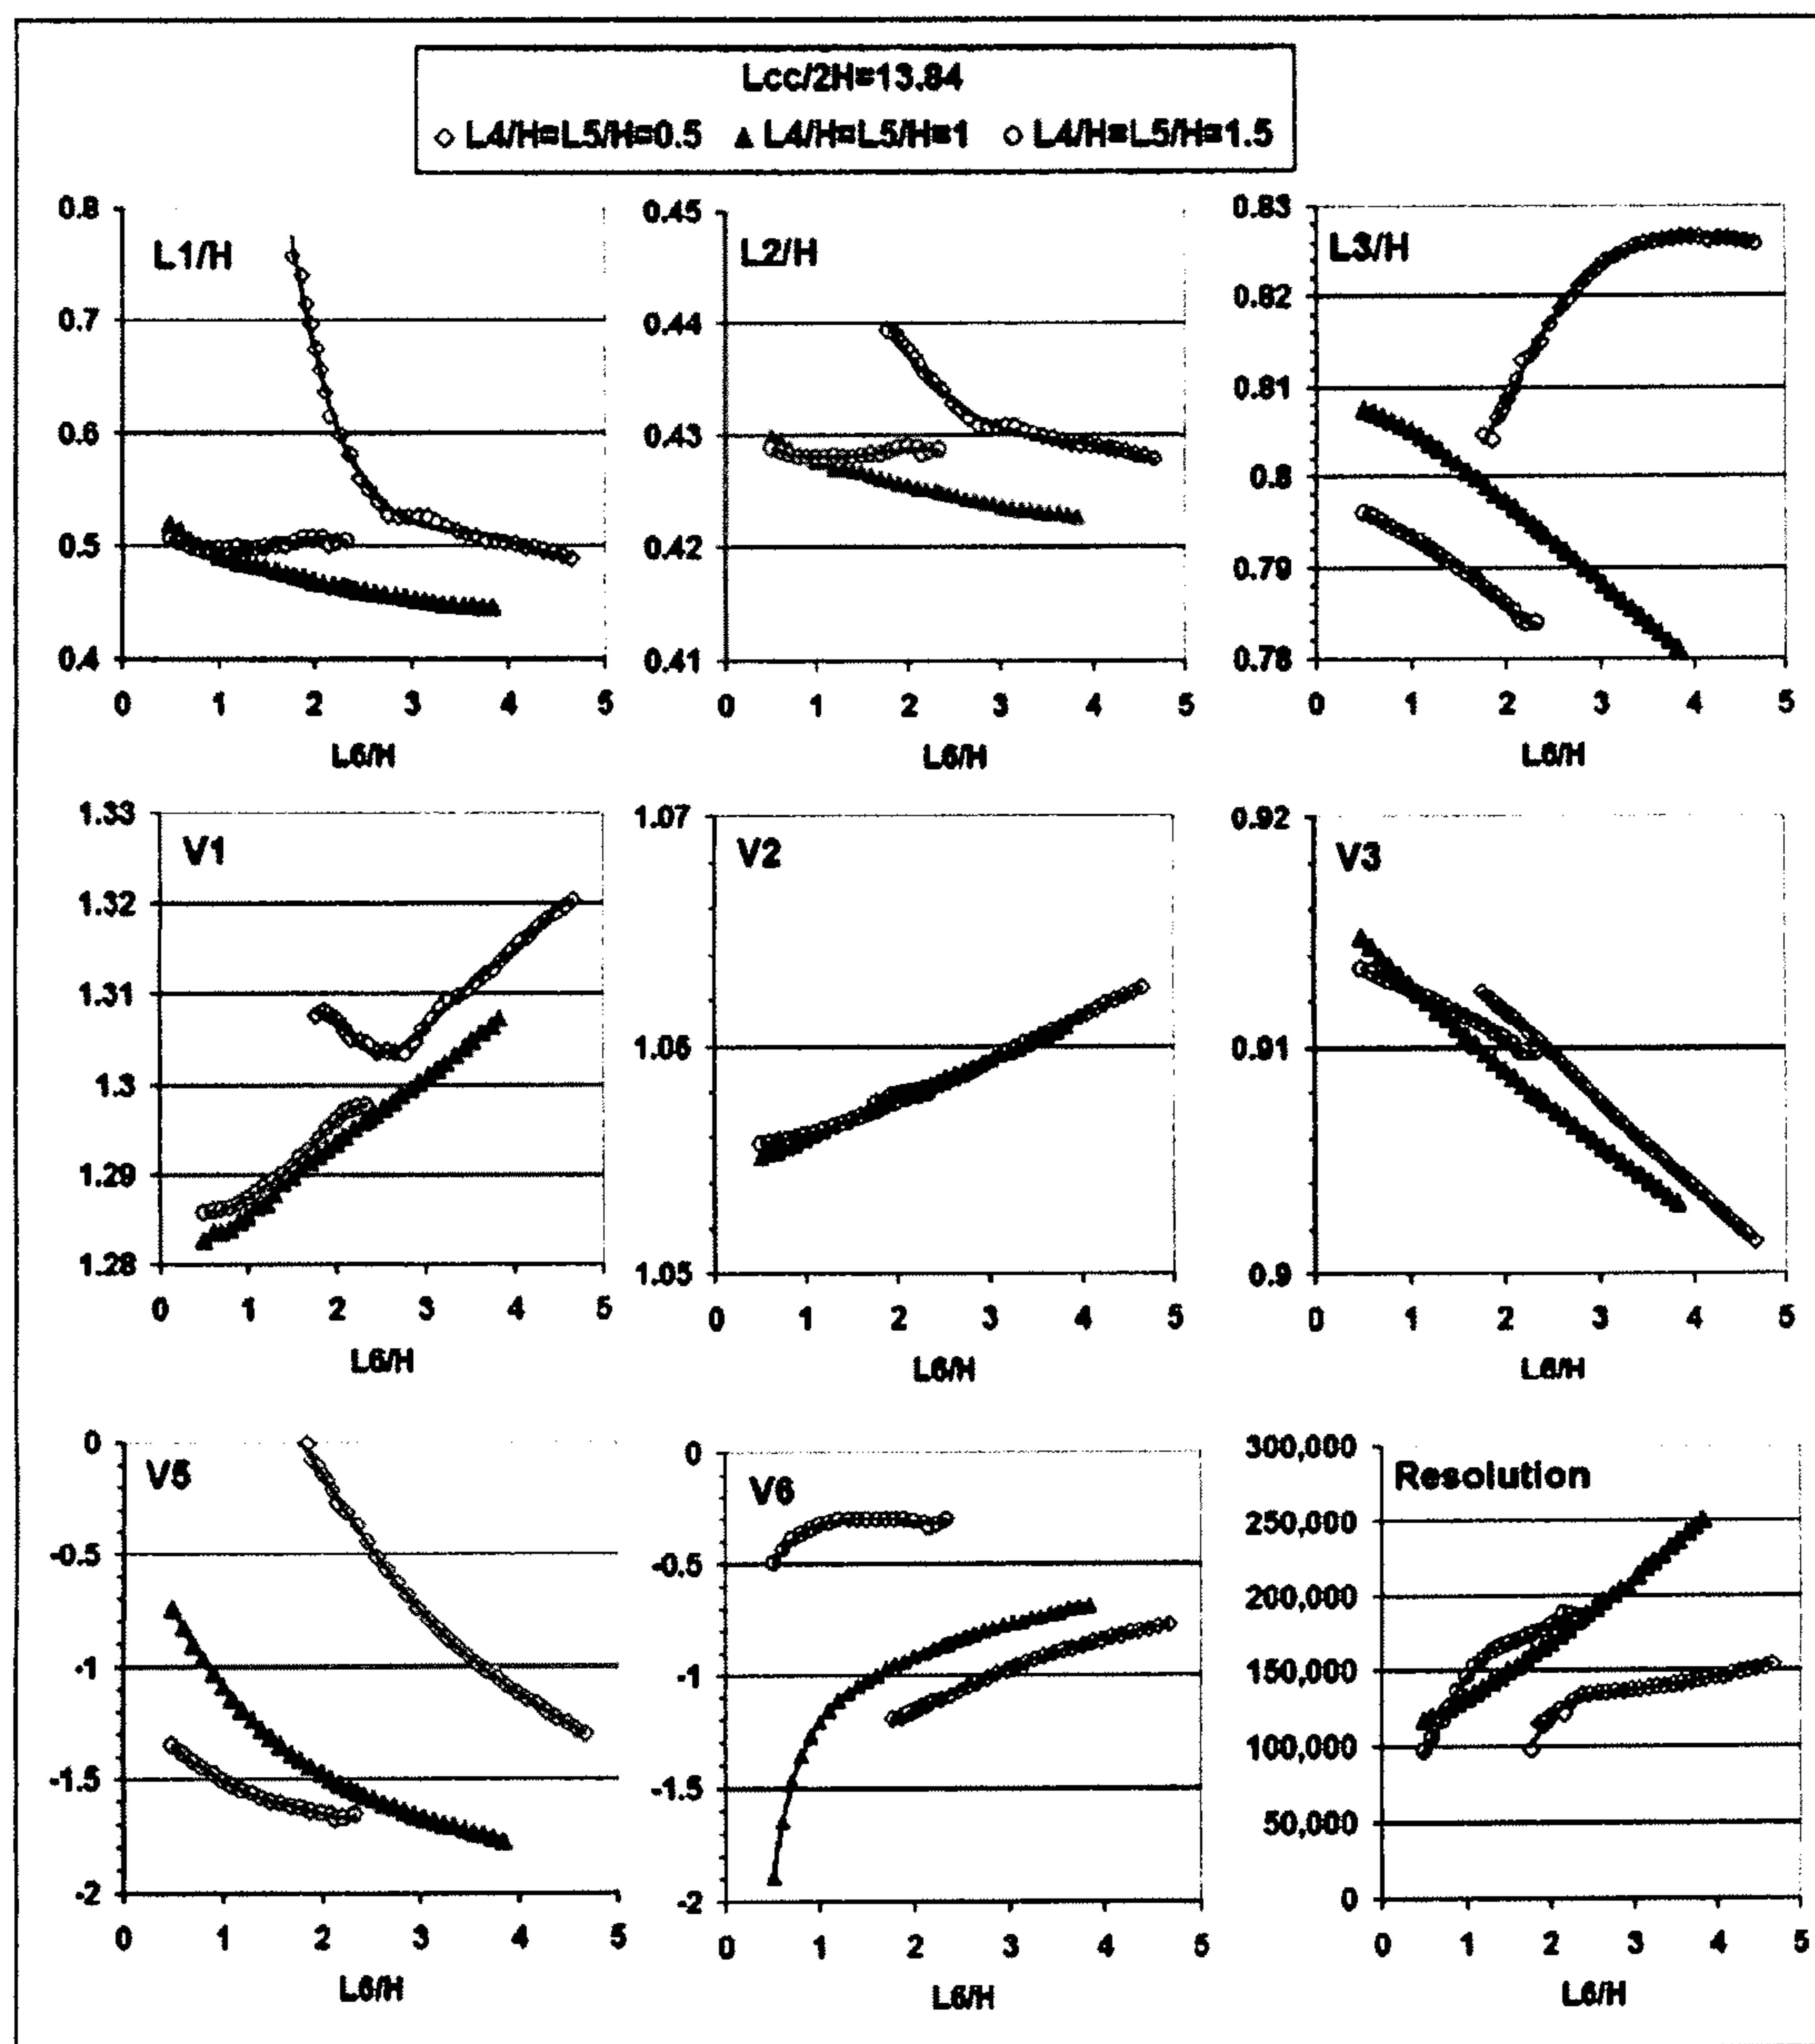 Lcc/2H=13.84
◇ L4/H=L5/H=0.5 ▲ L4/H=L5/H=1 ○ L4/H=L5/H=1.5
L1/H
0.8
0.7
0.6
0.5
0.4
0 1 2 3 4 5
L6/H
L2/H
0.45
0.44
0.43
0.42
0.41
0 1 2 3 4 5
L6/H
L3/H
0.83
0.82
0.81
0.8
0.79
0.78
0 1 2 3 4 5
L6/H
V1
1.33
1.32
1.31
1.3
1.29
1.28
0 1 2 3 4 5
L6/H
V2
1.07
1.06
1.05
0 1 2 3 4 5
L6/H
V3
0.92
0.91
0.9
0 1 2 3 4 5
L6/H
V5
0
-0.5
-1
-1.5
-2
0 1 2 3 4 5
L6/H
V6
0
-0.5
-1
-1.5
-2
0 1 2 3 4 5
L6/H
Resolution
300,000
250,000
200,000
150,000
100,000
50,000
0
0 1 2 3 4 5
L6/H